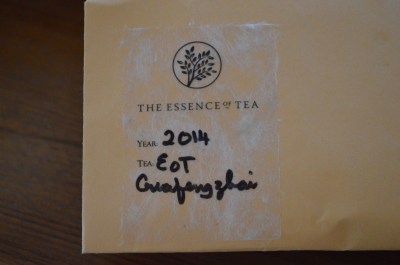 THE ESSENCE OF TEA
YEAR: 2014
TEA: EOT
Guafengzhai